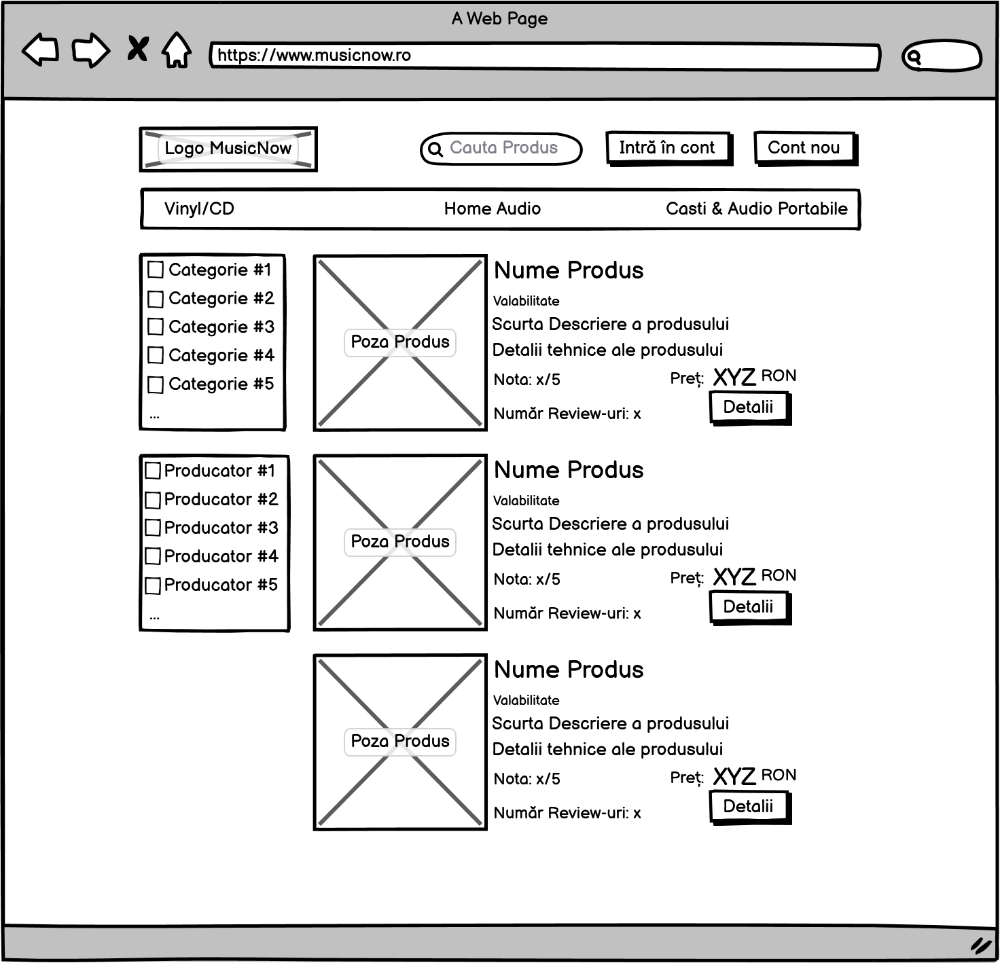 A Web Page
https://www.musicnow.ro
Logo MusicNow
Cauta Produs
Intră în cont
Cont nou
Vinyl/CD
Home Audio
Casti & Audio Portabile
Categorie #1
Categorie #2
Categorie #3
Categorie #4
Categorie #5
...
Producator #1
Producator #2
Producator #3
Producator #4
Producator #5
...
Poza Produs
Nume Produs
Valabilitate
Scurta Descriere a produsului
Detalii tehnice ale produsului
Nota: x/5
Preț: XYZ RON
Număr Review-uri: x
Detalii
Poza Produs
Nume Produs
Valabilitate
Scurta Descriere a produsului
Detalii tehnice ale produsului
Nota: x/5
Preț: XYZ RON
Număr Review-uri: x
Detalii
Poza Produs
Nume Produs
Valabilitate
Scurta Descriere a produsului
Detalii tehnice ale produsului
Nota: x/5
Preț: XYZ RON
Număr Review-uri: x
Detalii